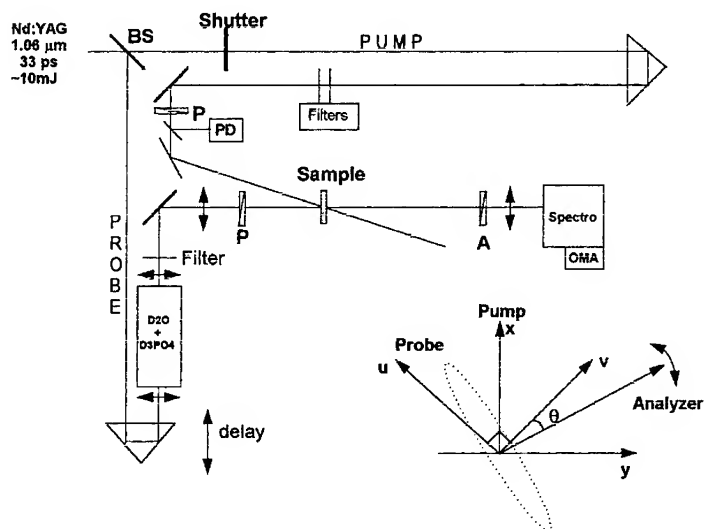 Nd:YAG
1.06 μm
33 ps
~10mJ
BS
Shutter
PUMP
P
PD
Filters
Sample
P
A
Spectro
OMA
PROBE
Filter
D2O
+
D3PO4
delay
Pump
x
Probe
u
v
θ
Analyzer
y